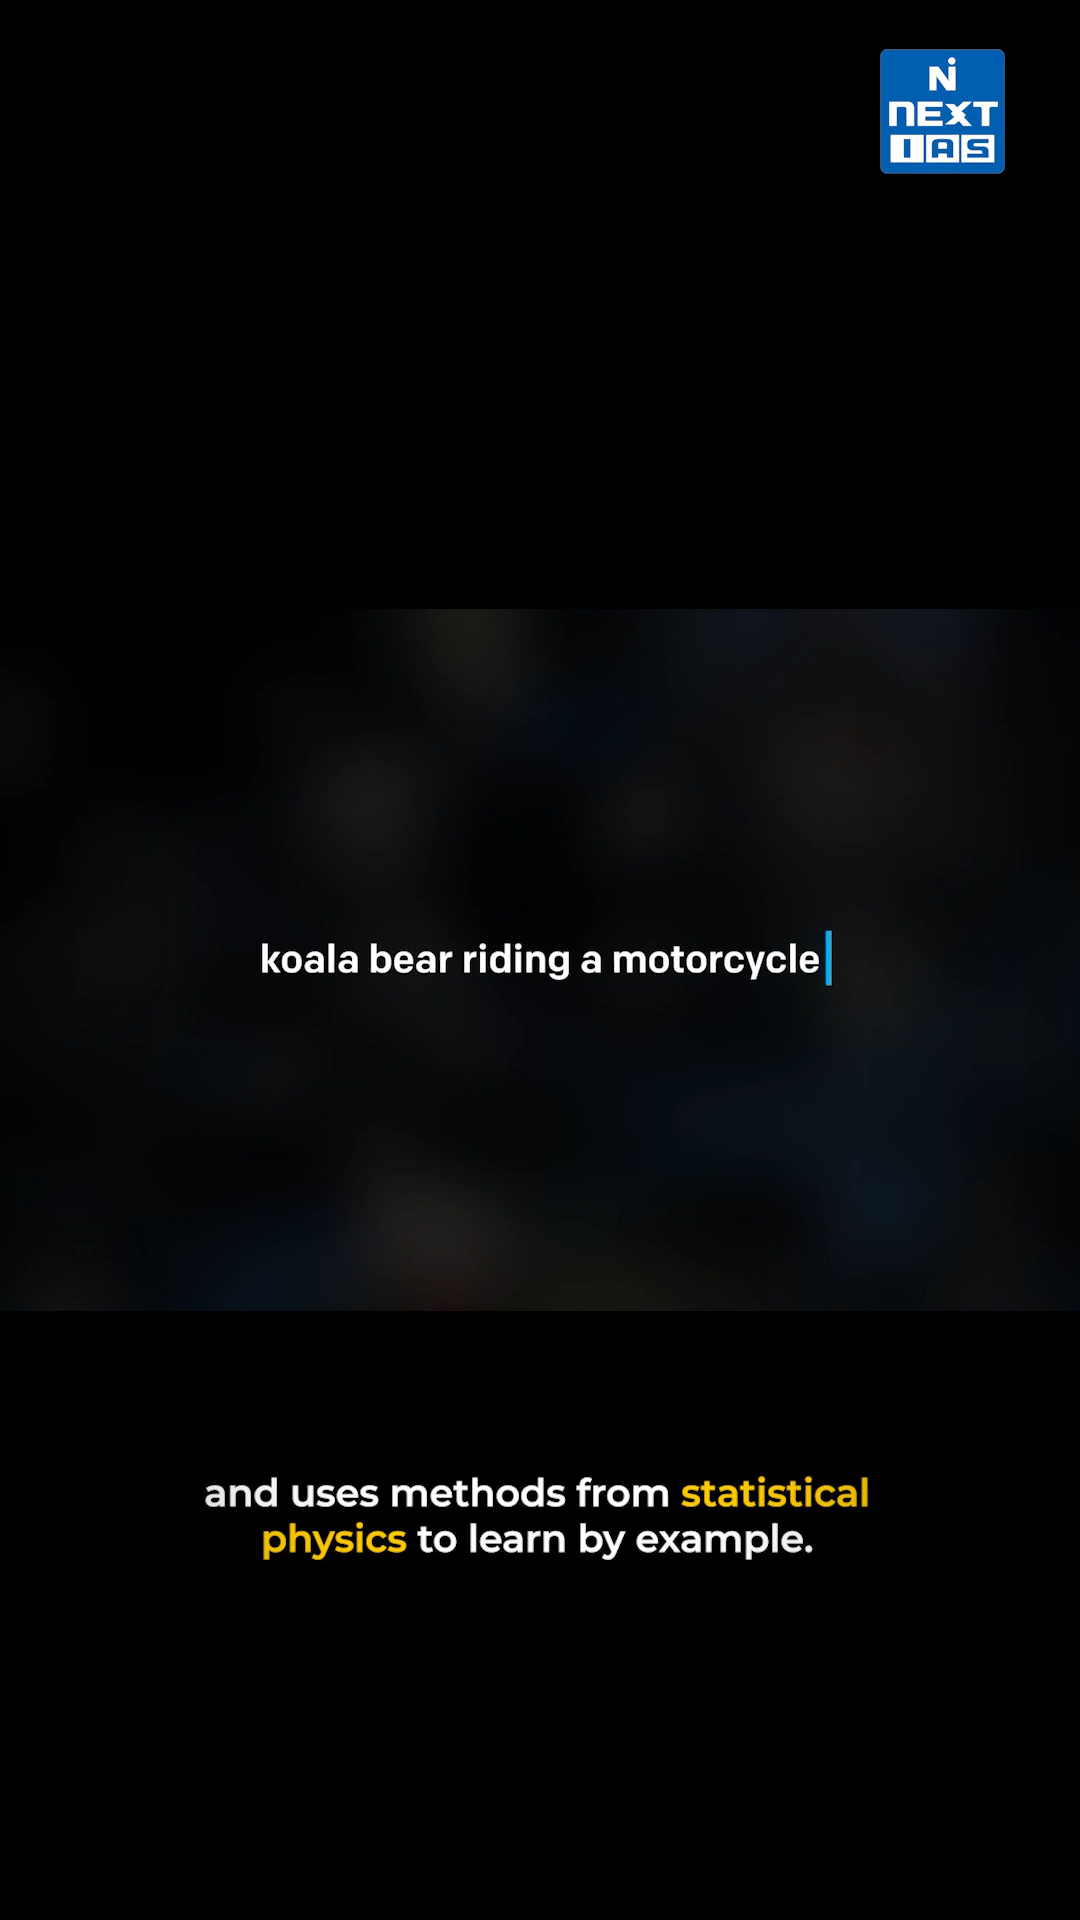 N
NEXT
IAS
koala bear riding a motorcycle
and uses methods from statistical
physics to learn by example.